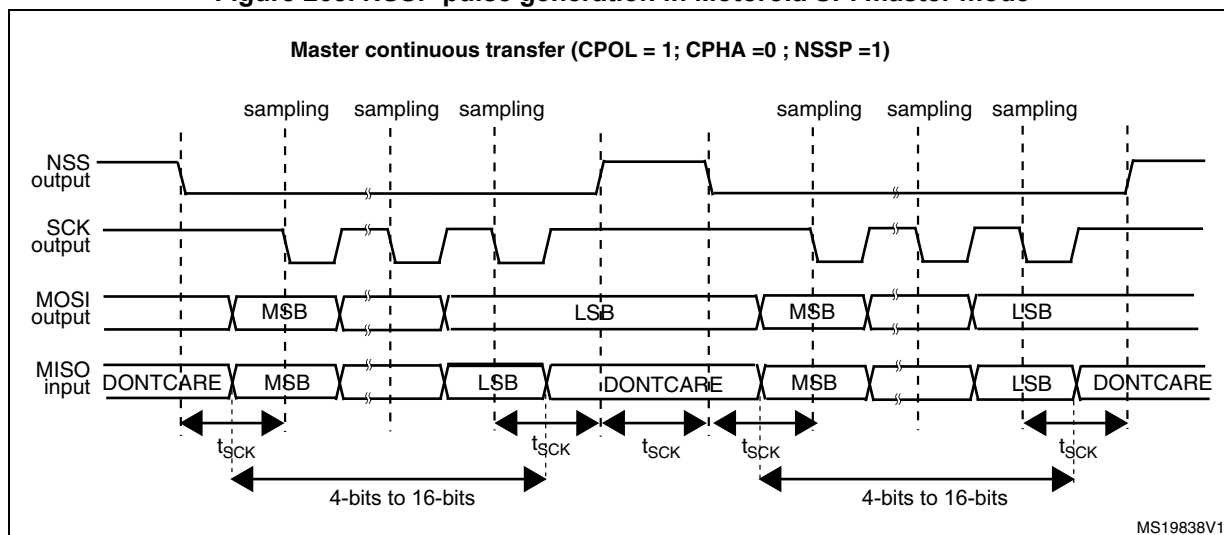 Master continuous transfer (CPOL = 1; CPHA =0 ; NSSP =1)
sampling sampling sampling sampling sampling sampling
NSS
output
SCK
output
MOSI
output
MSB LSB MSB LSB
MISO
input
DONTCARE MSB LSB DONTCARE MSB LSB DONTCARE
tSCK tSCK tSCK tSCK tSCK
4-bits to 16-bits 4-bits to 16-bits
MS19838V1